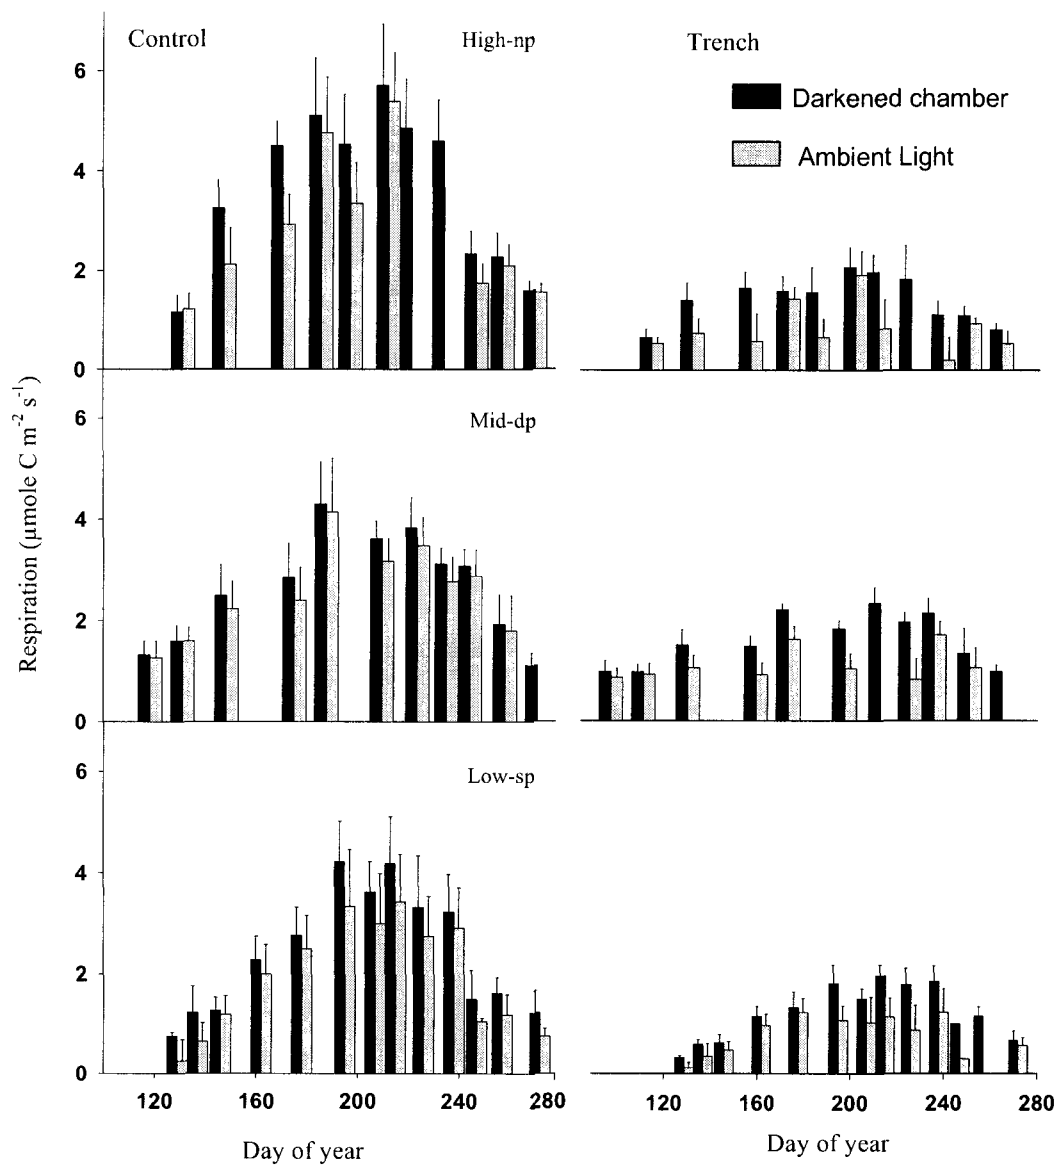 Control
High-np
Trench
Darkened chamber
Ambient Light
6
4
2
0
Mid-dp
6
4
2
0
Respiration (μmole C m-2 s-1)
Low-sp
6
4
2
0
120 160 200 240 280
120 160 200 240 280
Day of year
Day of year